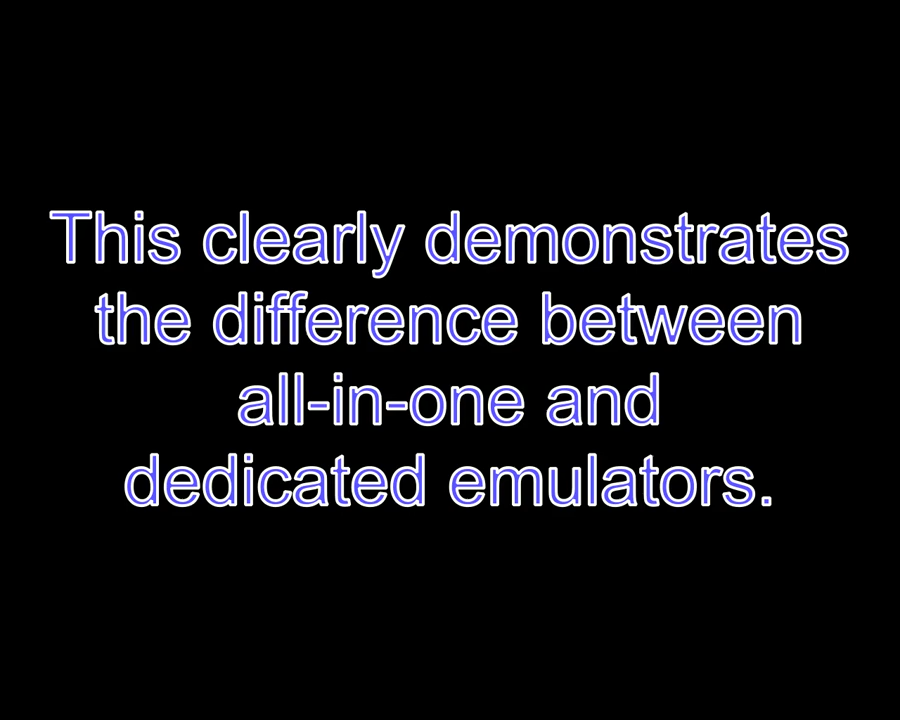 This clearly demonstrates
the difference between
all-in-one and
dedicated emulators.